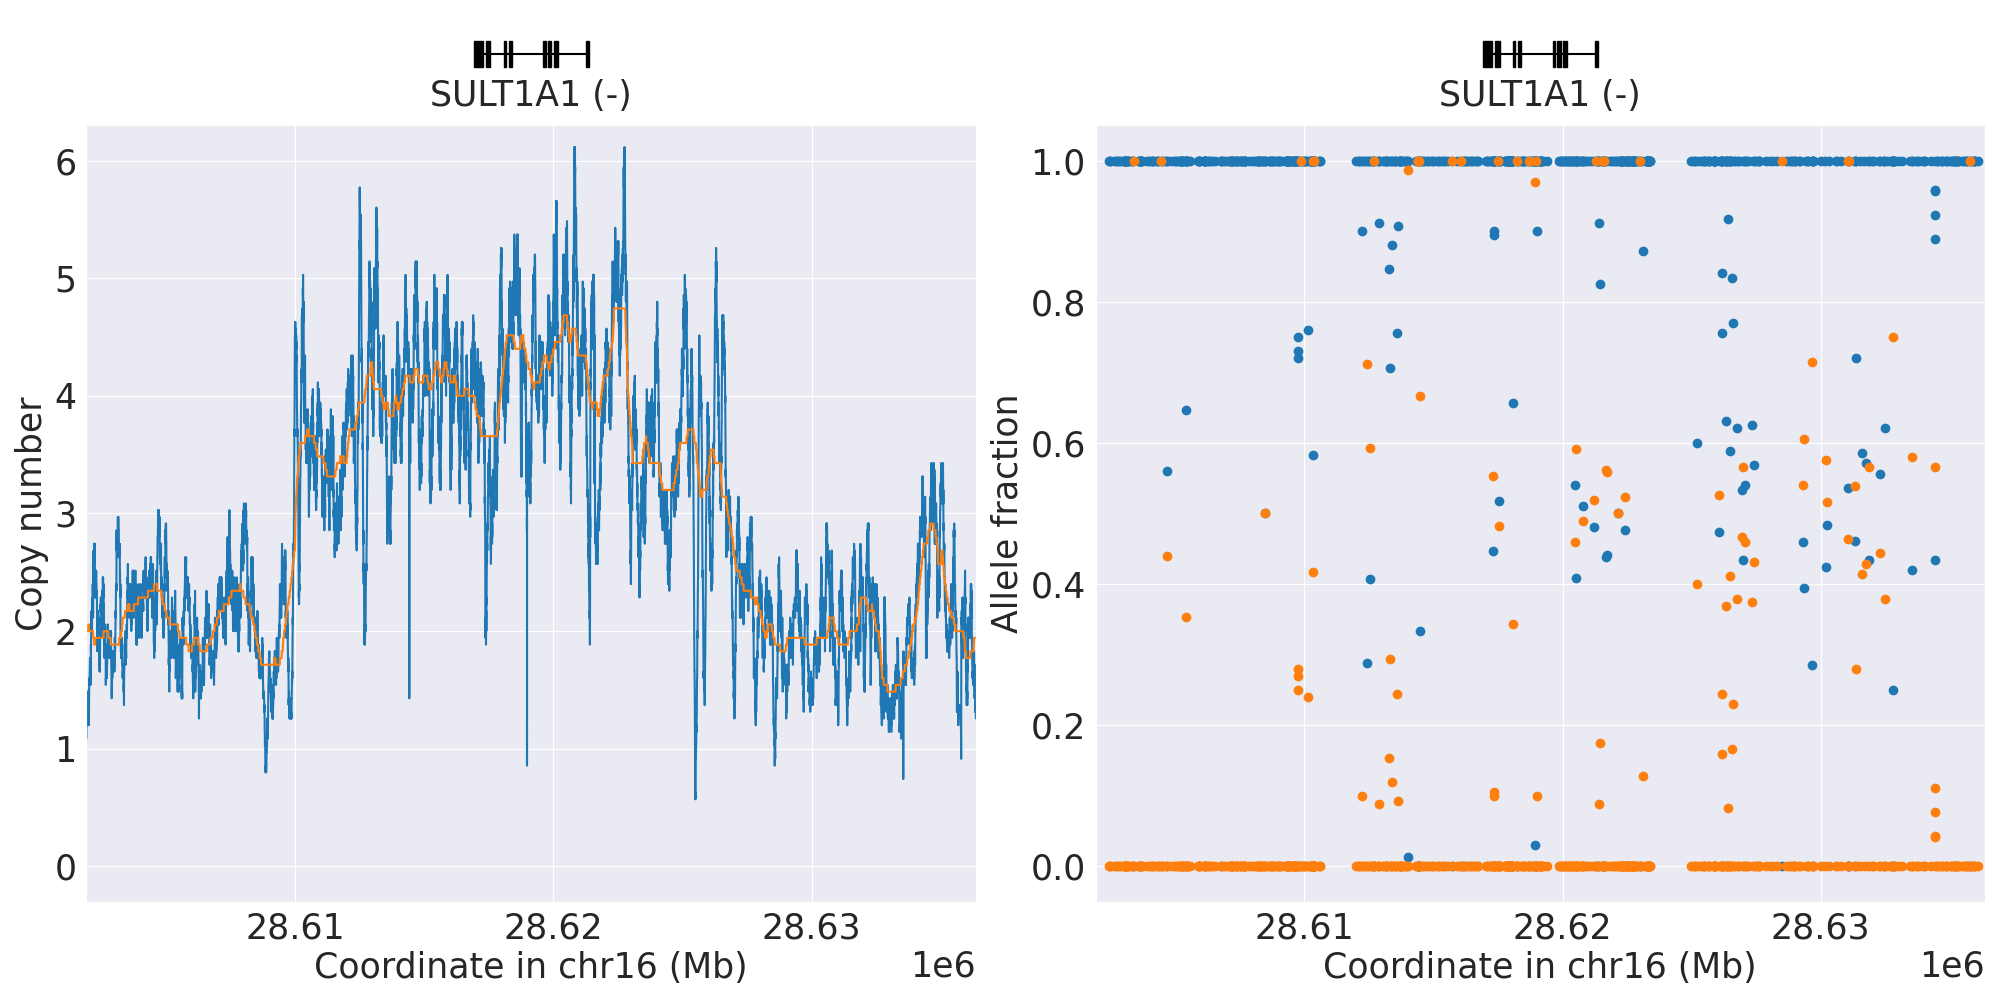 SULT1A1 (-)
Copy number
6
5
4
3
2
1
0
28.61
28.62
28.63
Coordinate in chr16 (Mb)
1e6
SULT1A1 (-)
Allele fraction
1.0
0.8
0.6
0.4
0.2
0.0
28.61
28.62
28.63
Coordinate in chr16 (Mb)
1e6